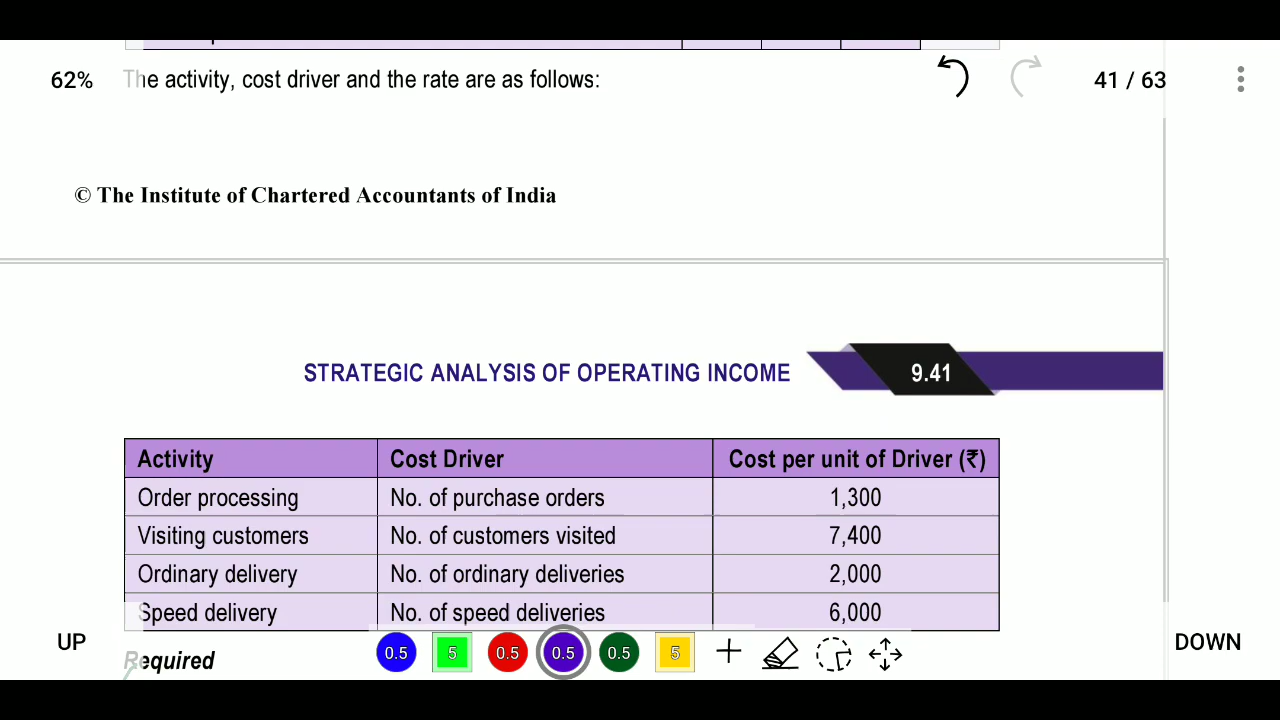 62%
The activity, cost driver and the rate are as follows:
41 / 63
© The Institute of Chartered Accountants of India
STRATEGIC ANALYSIS OF OPERATING INCOME
9.41
Activity Cost Driver Cost per unit of Driver (₹)
Order processing No. of purchase orders 1,300
Visiting customers No. of customers visited 7,400
Ordinary delivery No. of ordinary deliveries 2,000
Speed delivery No. of speed deliveries 6,000
UP
0.5 5 0.5 0.5 0.5 5
DOWN
Required